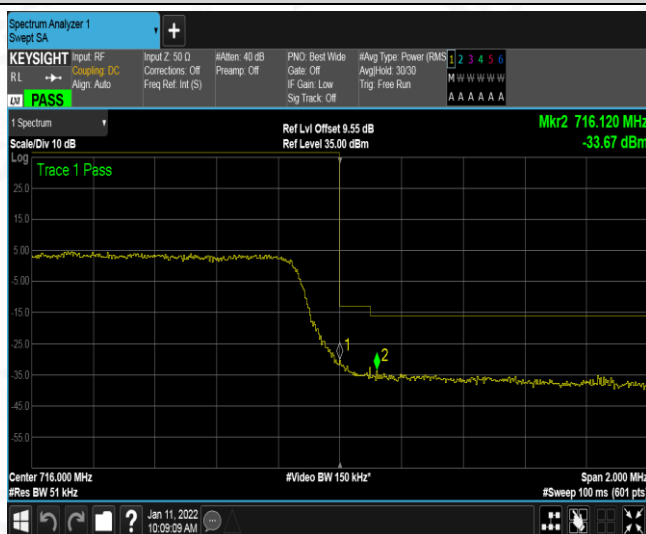 Spectrum Analyzer 1
Swept SA
+
KEYSIGHT
RL
LXI
PASS
Input: RF
Coupling: DC
Align: Auto
Input Z: 50 Ω
Corrections: Off
Freq Ref: Int (S)
#Atten: 40 dB
Preamp: Off
PNO: Best Wide
Gate: Off
IF Gain: Low
Sig Track: Off
#Avg Type: Power (RMS
Avg|Hold: 30/30
Trig: Free Run
1 2 3 4 5 6
M W W W W W
A A A A A A
1 Spectrum
Scale/Div 10 dB
Ref Lvl Offset 9.55 dB
Ref Level 35.00 dBm
Mkr2 716.120 MHz
-33.67 dBm
Log
Trace 1 Pass
25.0
15.0
5.00
-5.00
-15.0
-25.0
-35.0
-45.0
-55.0
1
2
Center 716.000 MHz
#Res BW 51 kHz
#Video BW 150 kHz*
Span 2.000 MHz
#Sweep 100 ms (601 pts)
?
Jan 11, 2022
10:09:09 AM